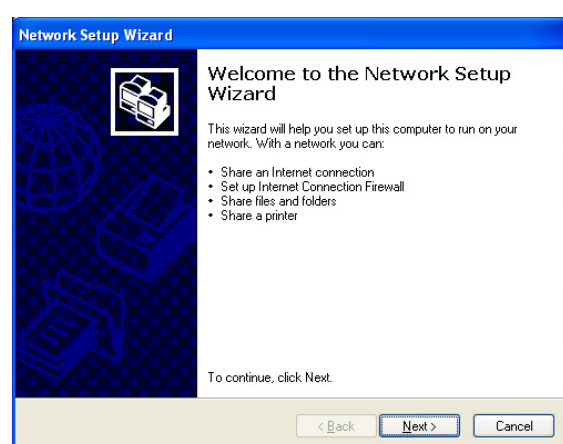 Network Setup Wizard
Welcome to the Network Setup
Wizard
This wizard will help you set up this computer to run on your
network. With a network you can:
• Share an Internet connection
• Set up Internet Connection Firewall
• Share files and folders
• Share a printer
To continue, click Next.
< Back Next > Cancel